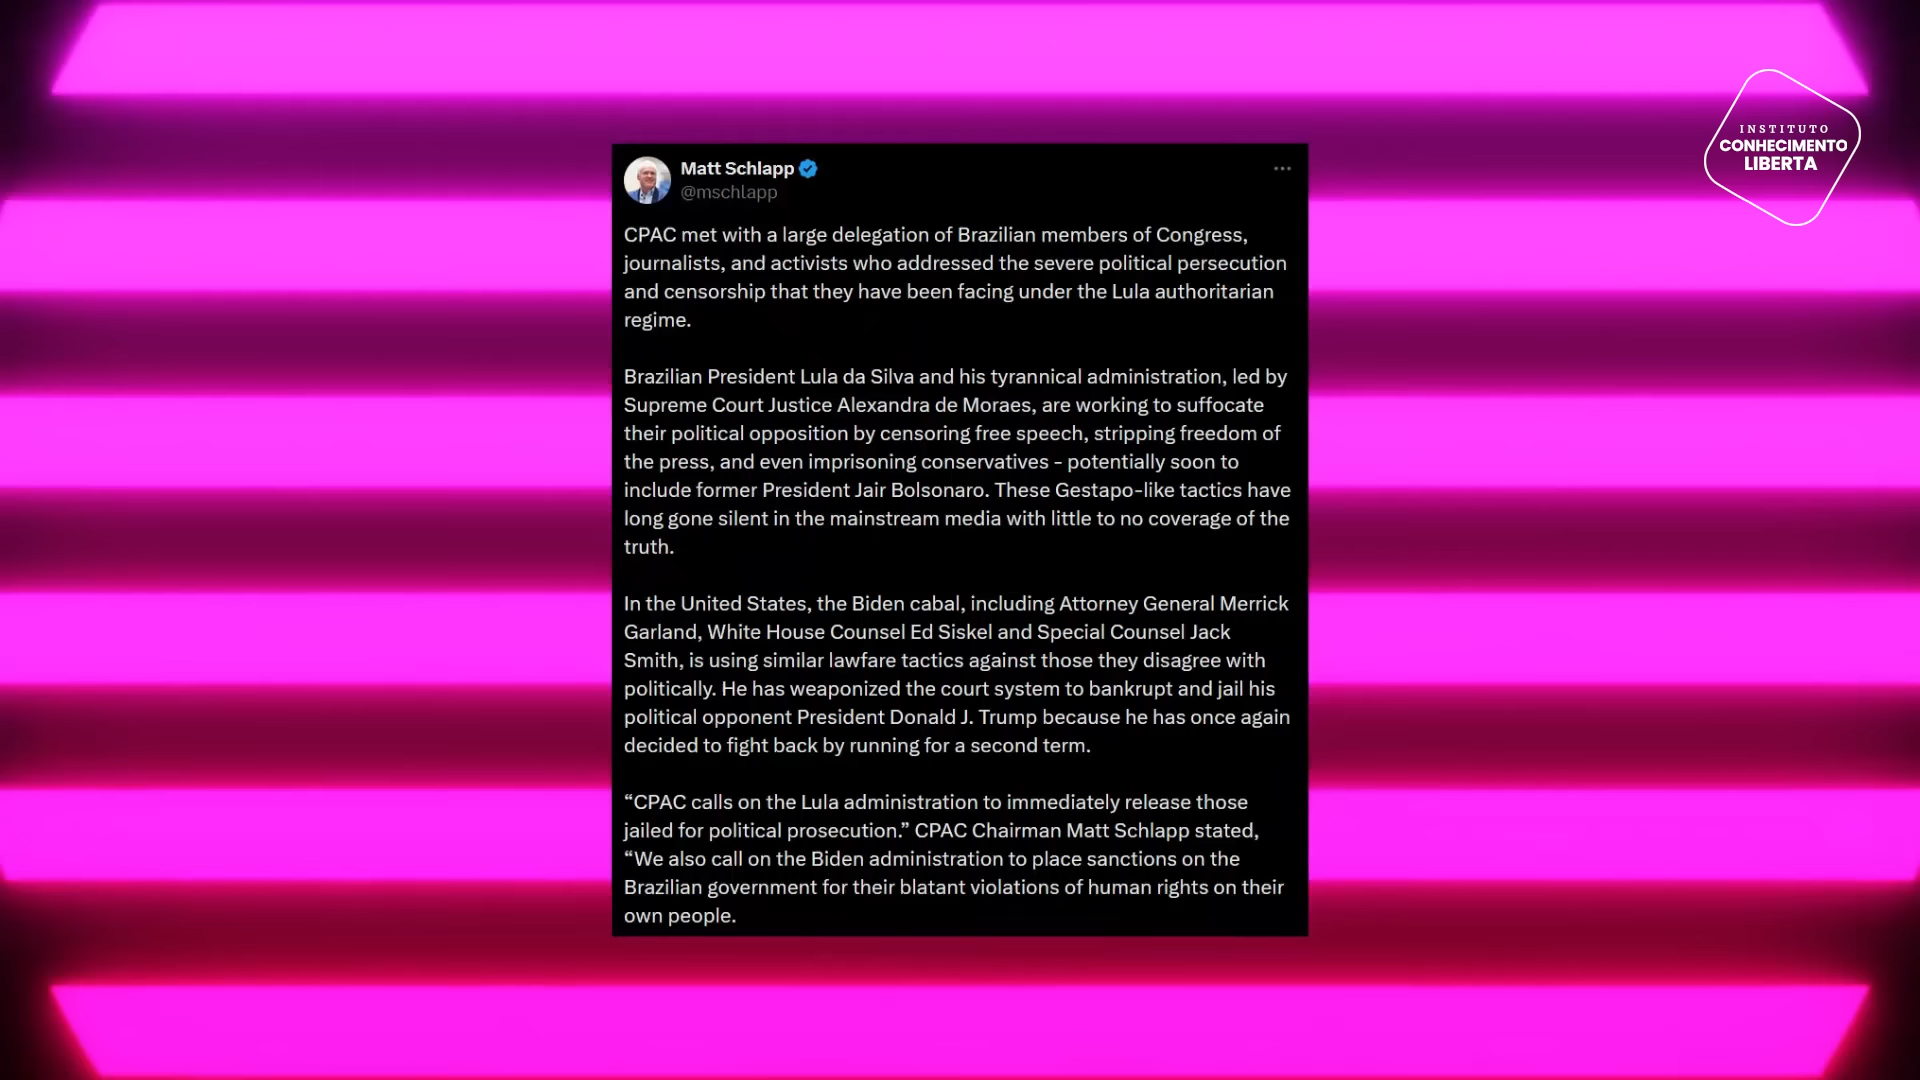 INSTITUTO
CONHECIMENTO
LIBERTA
Matt Schlapp
@mschlapp
CPAC met with a large delegation of Brazilian members of Congress,
journalists, and activists who addressed the severe political persecution
and censorship that they have been facing under the Lula authoritarian
regime.
Brazilian President Lula da Silva and his tyrannical administration, led by
Supreme Court Justice Alexandra de Moraes, are working to suffocate
their political opposition by censoring free speech, stripping freedom of
the press, and even imprisoning conservatives - potentially soon to
include former President Jair Bolsonaro. These Gestapo-like tactics have
long gone silent in the mainstream media with little to no coverage of the
truth.
In the United States, the Biden cabal, including Attorney General Merrick
Garland, White House Counsel Ed Siskel and Special Counsel Jack
Smith, is using similar lawfare tactics against those they disagree with
politically. He has weaponized the court system to bankrupt and jail his
political opponent President Donald J. Trump because he has once again
decided to fight back by running for a second term.
“CPAC calls on the Lula administration to immediately release those
jailed for political prosecution.” CPAC Chairman Matt Schlapp stated,
“We also call on the Biden administration to place sanctions on the
Brazilian government for their blatant violations of human rights on their
own people.